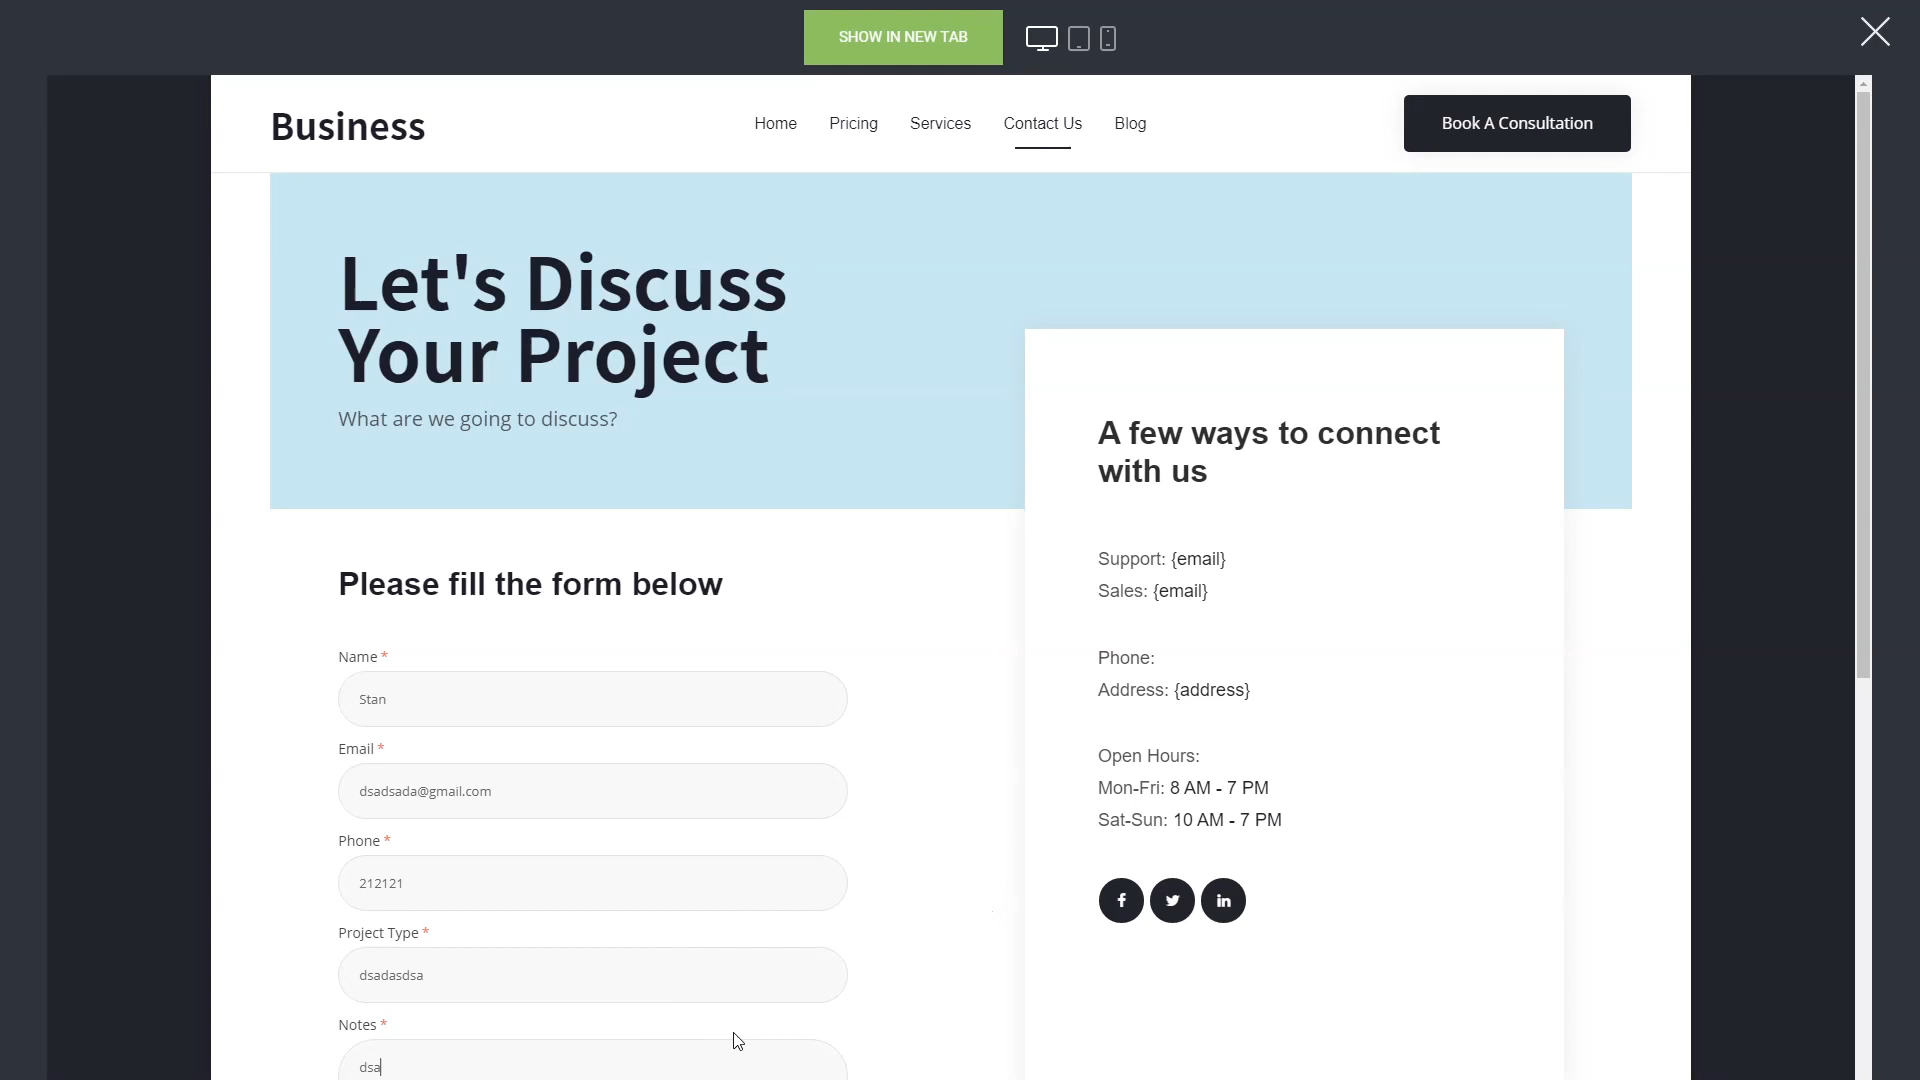 SHOW IN NEW TAB
Business
Home Pricing Services Contact Us Blog
Book A Consultation
Let's Discuss
Your Project
What are we going to discuss?
A few ways to connect
with us
Support: {email}
Sales: {email}
Phone:
Address: {address}
Open Hours:
Mon-Fri: 8 AM - 7 PM
Sat-Sun: 10 AM - 7 PM
Please fill the form below
Name *
Stan
Email *
dsadsada@gmail.com
Phone *
212121
Project Type *
dsadasdsa
Notes *
dsa